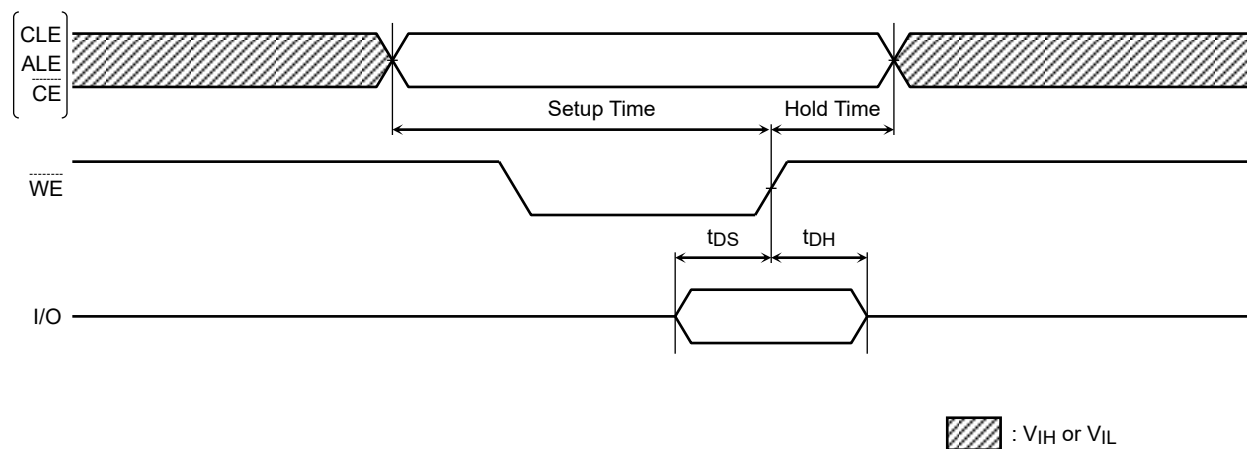 CLE
ALE
CE
Setup Time
Hold Time
WE
tDS
tDH
I/O
: VIH or VIL